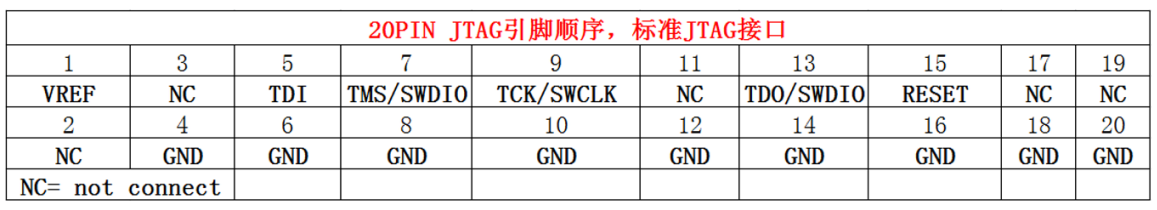 20PIN JTAG引脚顺序，标准JTAG接口
1 3 5 7 9 11 13 15 17 19
VREF NC TDI TMS/SWDIO TCK/SWCLK NC TDO/SWDIO RESET NC NC
2 4 6 8 10 12 14 16 18 20
NC GND GND GND GND GND GND GND GND GND
NC= not connect